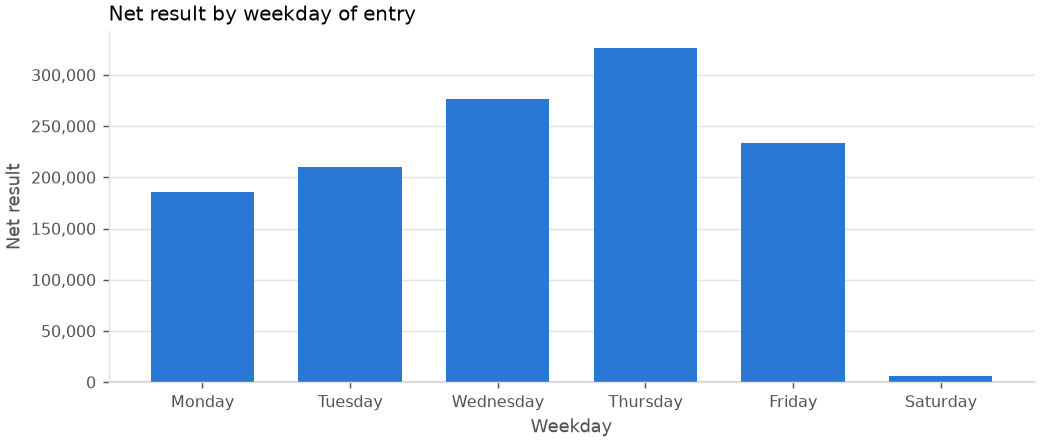 Net result by weekday of entry
Net result
300,000
250,000
200,000
150,000
100,000
50,000
0
Monday Tuesday Wednesday Thursday Friday Saturday
Weekday